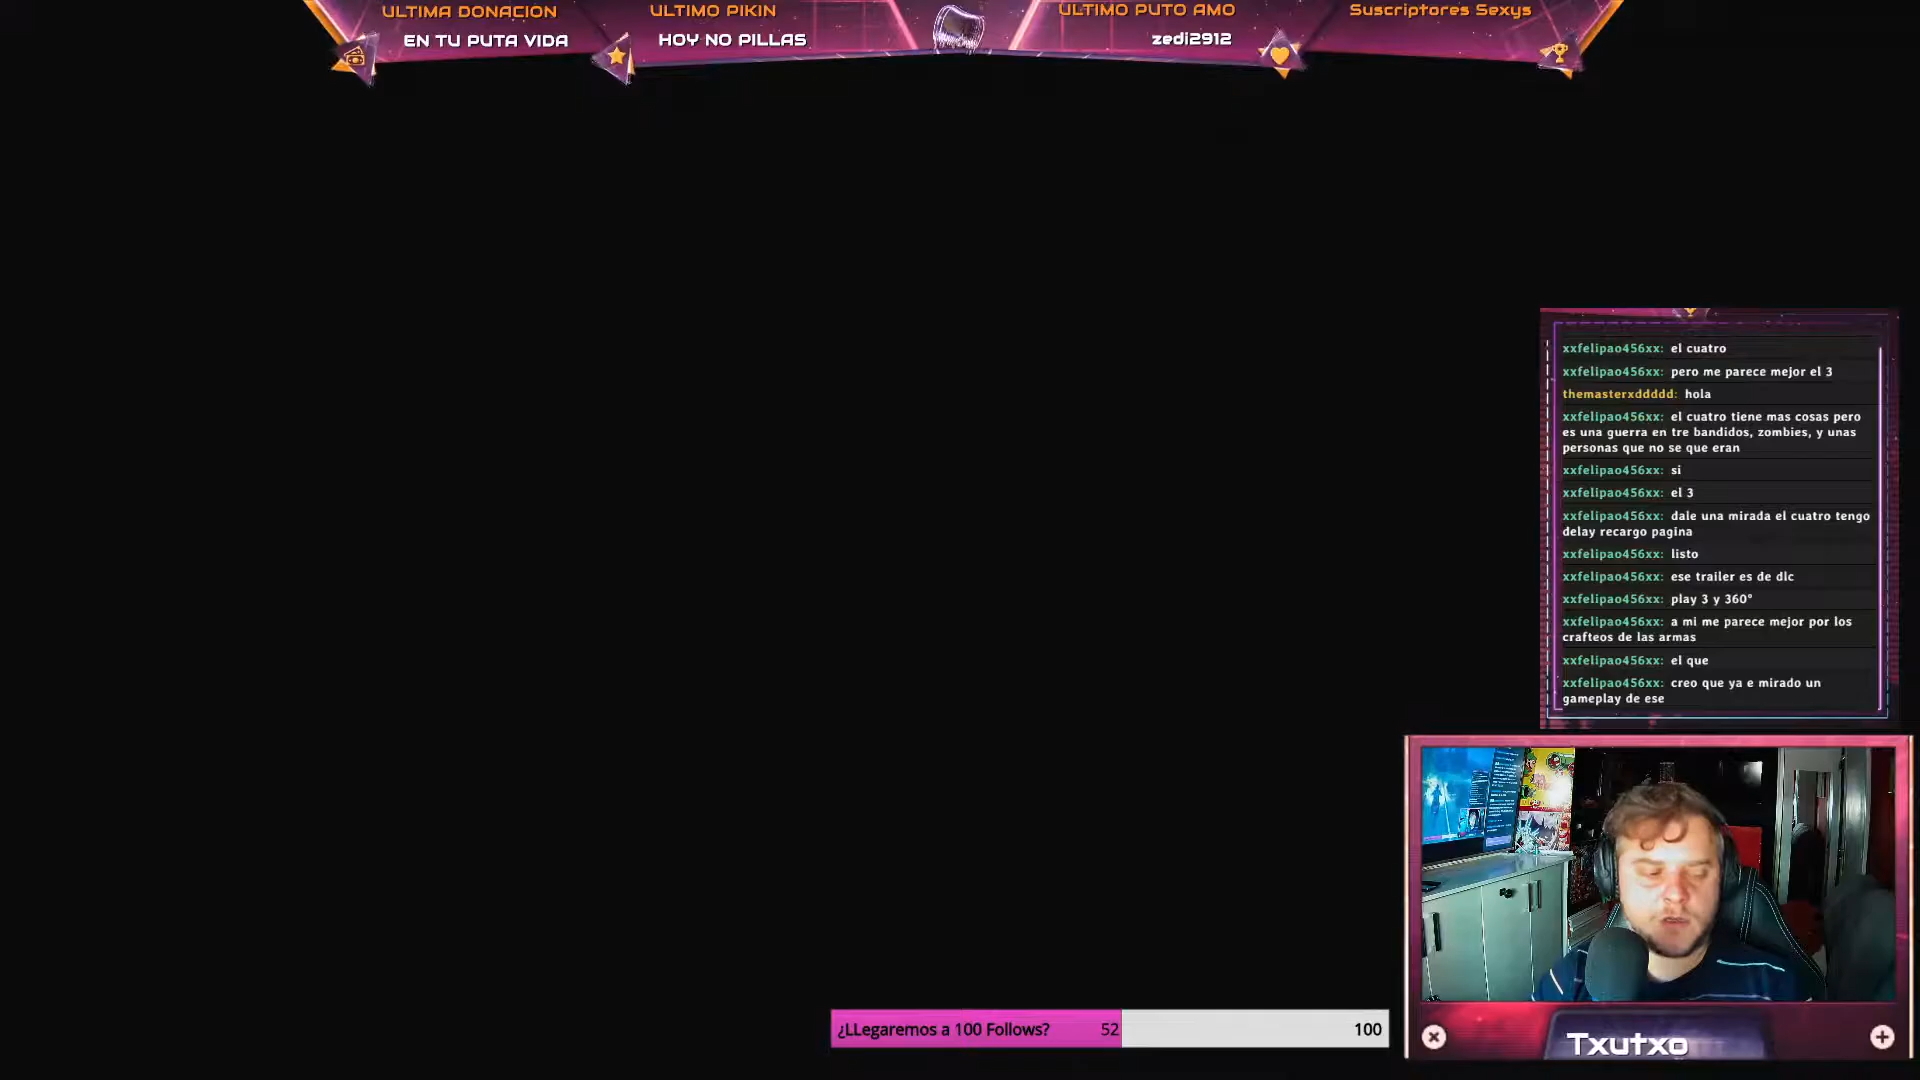 ULTIMA DONACION
EN TU PUTA VIDA
ULTIMO PIKIN
HOY NO PILLAS
ULTIMO PUTO AMO
zedi2912
Suscriptores Sexys
xxfelipao456xx: el cuatro
xxfelipao456xx: pero me parece mejor el 3
themasterxddddd: hola
xxfelipao456xx: el cuatro tiene mas cosas pero
es una guerra en tre bandidos, zombies, y unas
personas que no se que eran
xxfelipao456xx: si
xxfelipao456xx: el 3
xxfelipao456xx: dale una mirada el cuatro tengo
delay recargo pagina
xxfelipao456xx: listo
xxfelipao456xx: ese trailer es de dlc
xxfelipao456xx: play 3 y 360°
xxfelipao456xx: a mi me parece mejor por los
crafteos de las armas
xxfelipao456xx: el que
xxfelipao456xx: creo que ya e mirado un
gameplay de ese
¿LLegaremos a 100 Follows? 52 100
Txutxo